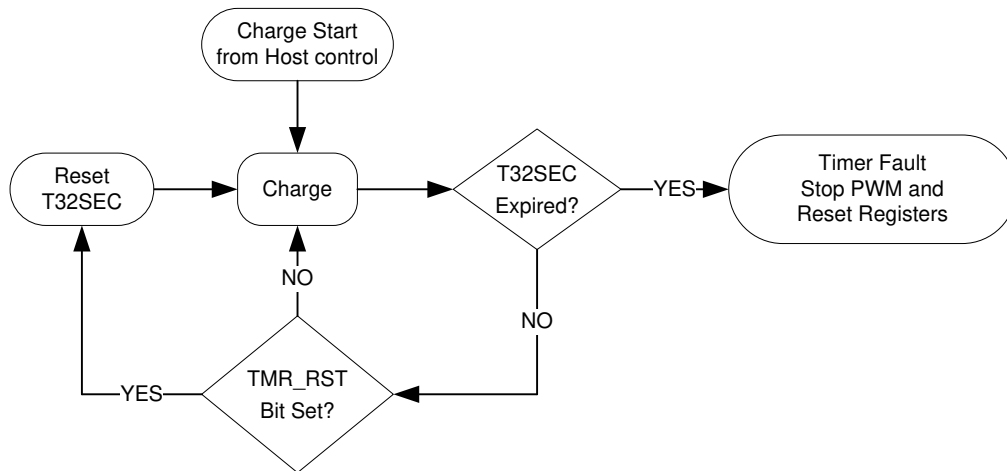 Charge Start
from Host control
Reset
T32SEC
Charge
T32SEC
Expired?
YES
Timer Fault
Stop PWM and
Reset Registers
NO
NO
YES
TMR_RST
Bit Set?